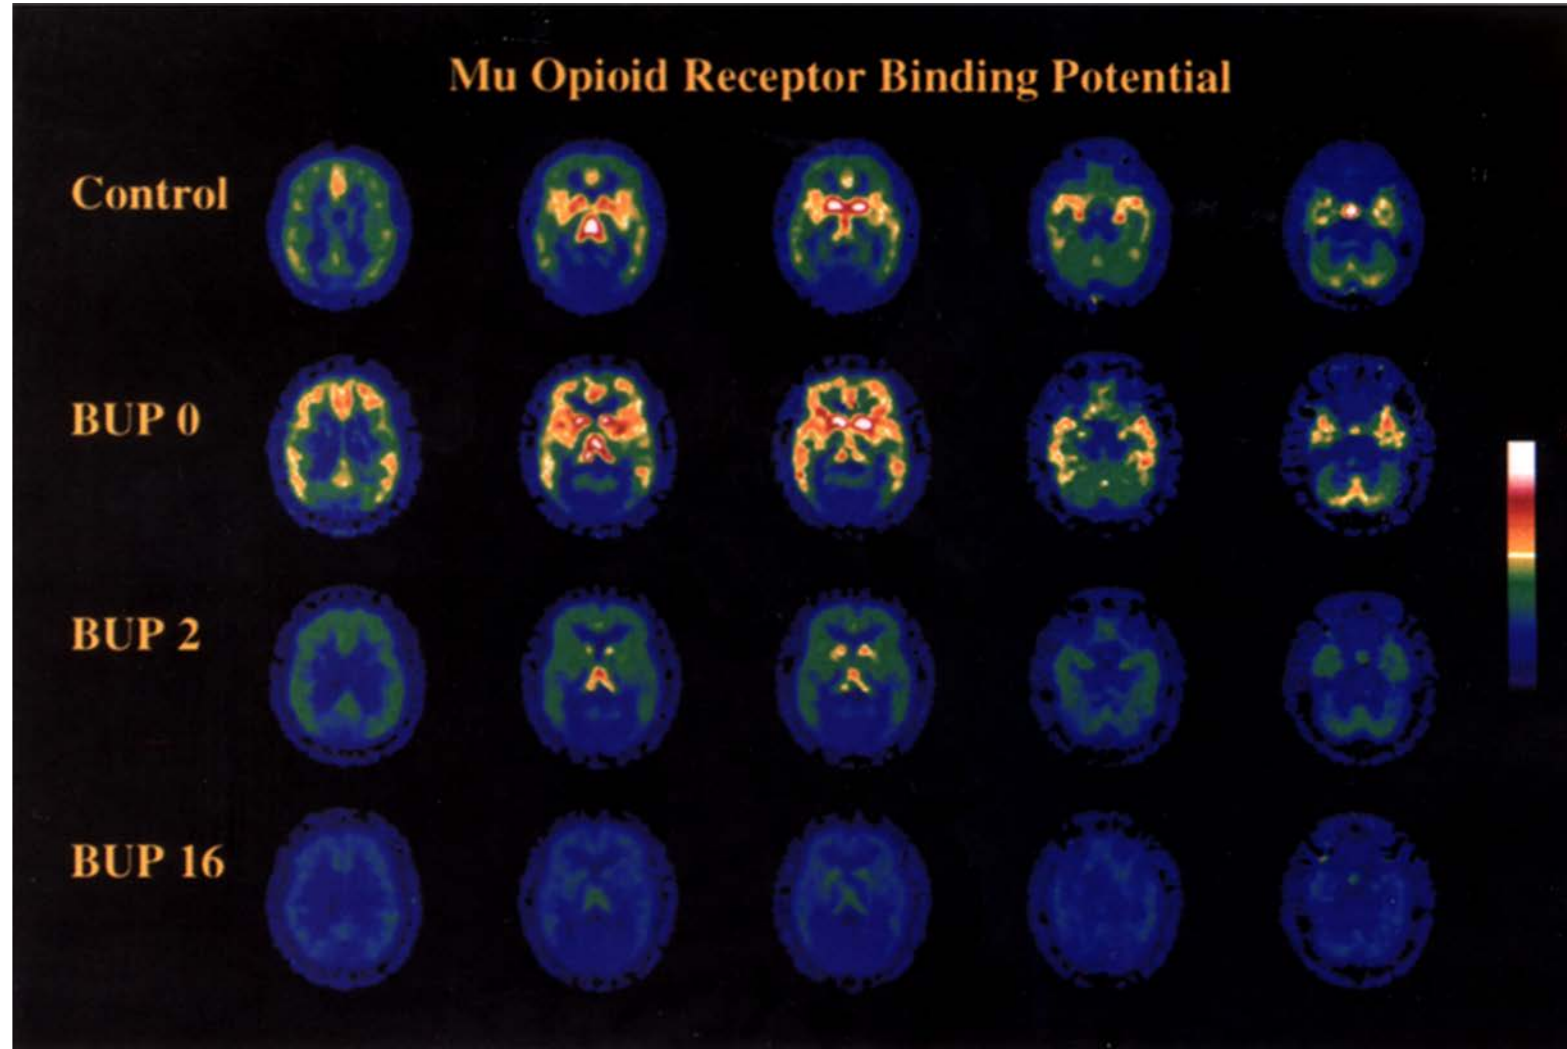 Mu Opioid Receptor Binding Potential
Control
BUP 0
BUP 2
BUP 16